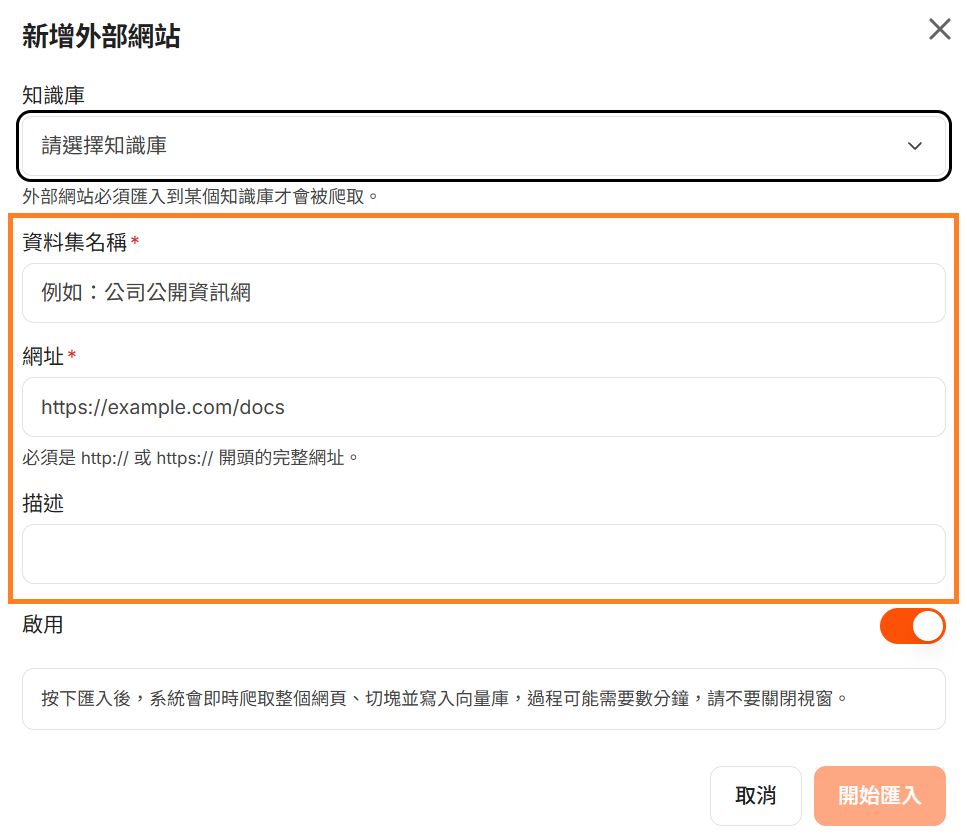 新增外部網站
知識庫
請選擇知識庫
外部網站必須匯入到某個知識庫才會被爬取。
資料集名稱*
例如：公司公開資訊網
網址*
https://example.com/docs
必須是 http:// 或 https:// 開頭的完整網址。
描述
啟用
按下匯入後，系統會即時爬取整個網頁、切塊並寫入向量庫，過程可能需要數分鐘，請不要關閉視窗。
取消
開始匯入